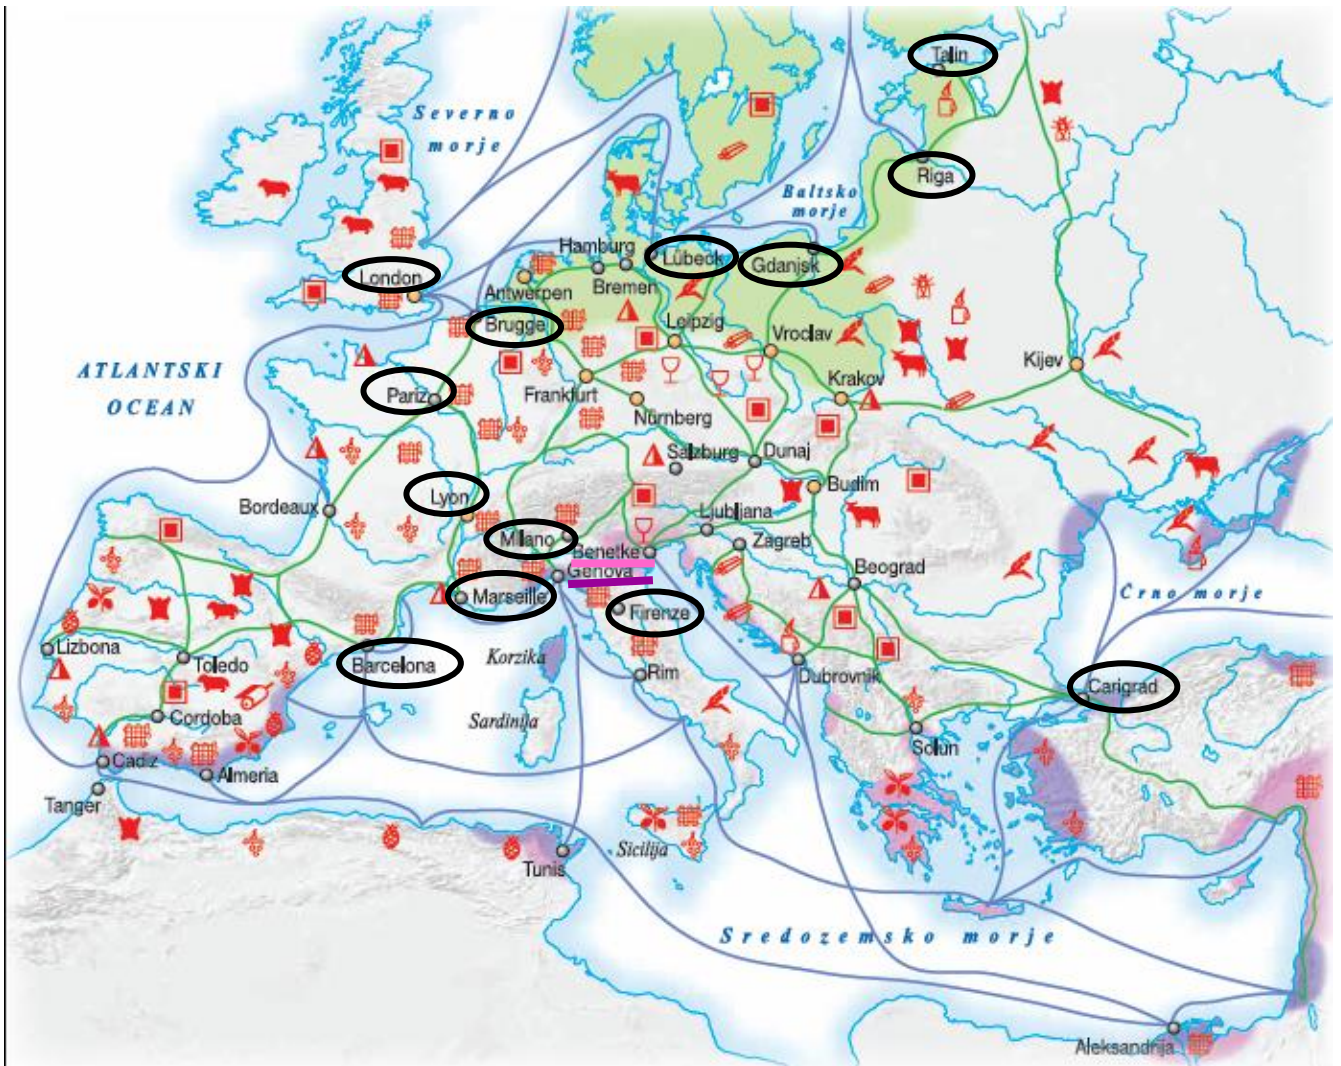 Talin
Severno
morje
Riga
Baltsko
morje
Hamburg
Lübeck
Gdanjsk
London
Antwerpen
Bremen
Brugge
Leipzig
Vroclav
Kijev
ATLANTSKI
OCEAN
Pariz
Frankfurt
Krakov
Nürnberg
Salzburg
Dunaj
Bordeaux
Lyon
Budim
Ljubljana
Milano
Benetke
Zagreb
Genova
Beograd
Črno morje
Marseille
Firenze
Lizbona
Toledo
Barcelona
Korzika
Rim
Dubrovnik
Carigrad
Cordoba
Sardinija
Solun
Cadiz
Almeria
Tanger
Sicilija
Tunis
Sredozemsko morje
Aleksandrija